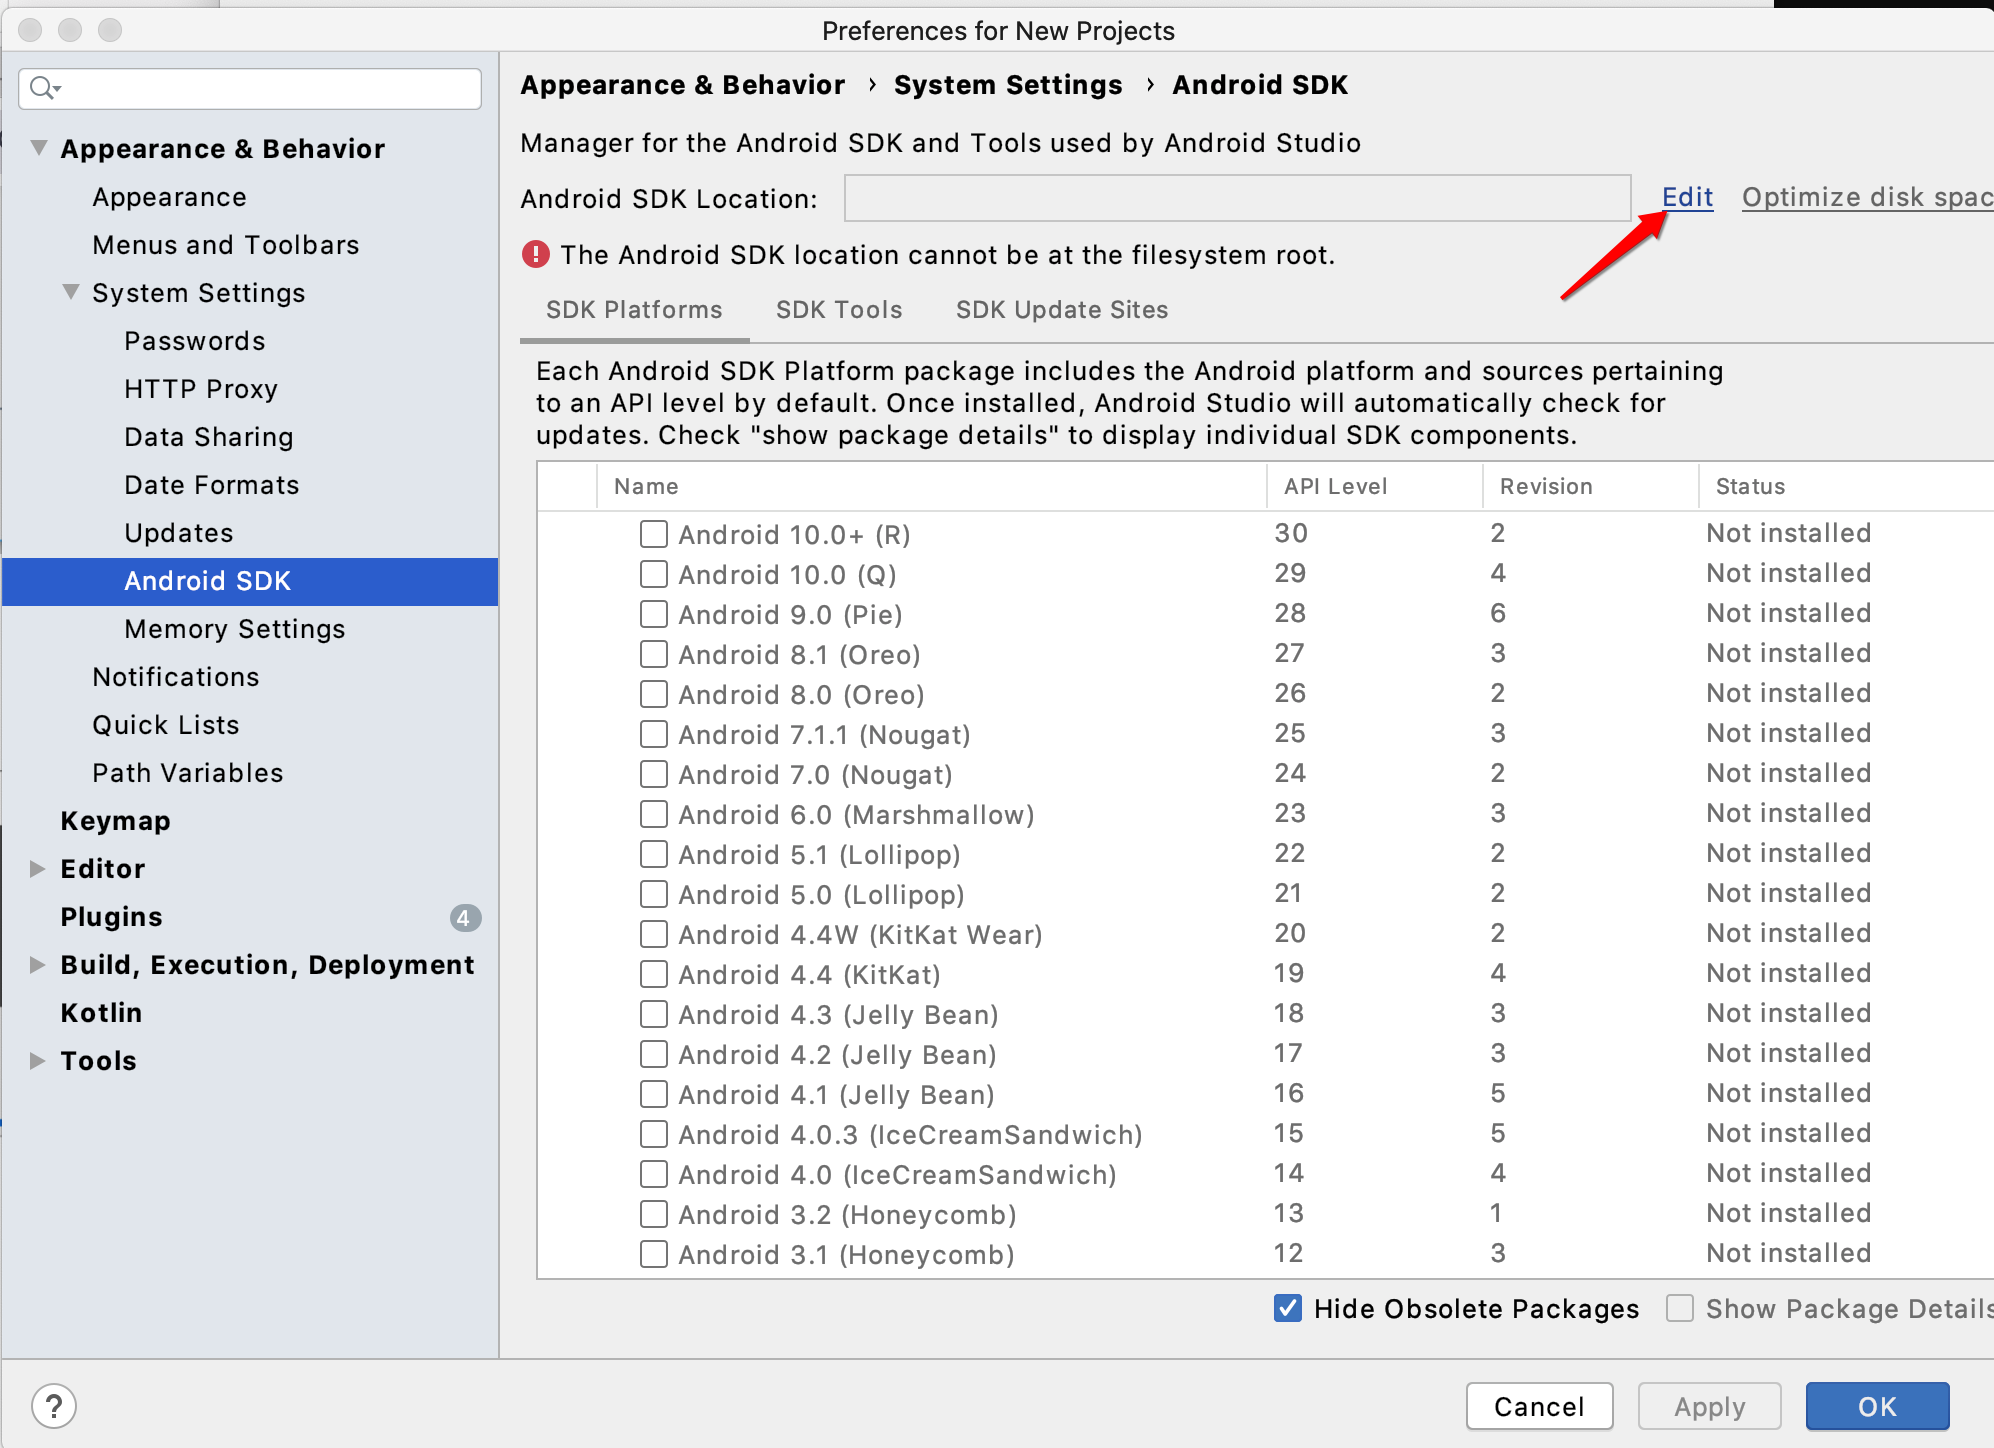 Preferences for New Projects
Appearance & Behavior
Appearance
Menus and Toolbars
System Settings
Passwords
HTTP Proxy
Data Sharing
Date Formats
Updates
Android SDK
Memory Settings
Notifications
Quick Lists
Path Variables
Keymap
Editor
Plugins 4
Build, Execution, Deployment
Kotlin
Tools
Appearance & Behavior › System Settings › Android SDK
Manager for the Android SDK and Tools used by Android Studio
Android SDK Location: Edit Optimize disk spac
The Android SDK location cannot be at the filesystem root.
SDK Platforms SDK Tools SDK Update Sites
Each Android SDK Platform package includes the Android platform and sources pertaining
to an API level by default. Once installed, Android Studio will automatically check for
updates. Check "show package details" to display individual SDK components.
Name API Level Revision Status
Android 10.0+ (R) 30 2 Not installed
Android 10.0 (Q) 29 4 Not installed
Android 9.0 (Pie) 28 6 Not installed
Android 8.1 (Oreo) 27 3 Not installed
Android 8.0 (Oreo) 26 2 Not installed
Android 7.1.1 (Nougat) 25 3 Not installed
Android 7.0 (Nougat) 24 2 Not installed
Android 6.0 (Marshmallow) 23 3 Not installed
Android 5.1 (Lollipop) 22 2 Not installed
Android 5.0 (Lollipop) 21 2 Not installed
Android 4.4W (KitKat Wear) 20 2 Not installed
Android 4.4 (KitKat) 19 4 Not installed
Android 4.3 (Jelly Bean) 18 3 Not installed
Android 4.2 (Jelly Bean) 17 3 Not installed
Android 4.1 (Jelly Bean) 16 5 Not installed
Android 4.0.3 (IceCreamSandwich) 15 5 Not installed
Android 4.0 (IceCreamSandwich) 14 4 Not installed
Android 3.2 (Honeycomb) 13 1 Not installed
Android 3.1 (Honeycomb) 12 3 Not installed
Hide Obsolete Packages Show Package Details
? Cancel Apply OK